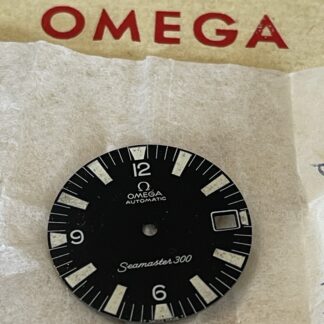 OMEGA
12
Ω
OMEGA
AUTOMATIC
9
Seamaster 300
6